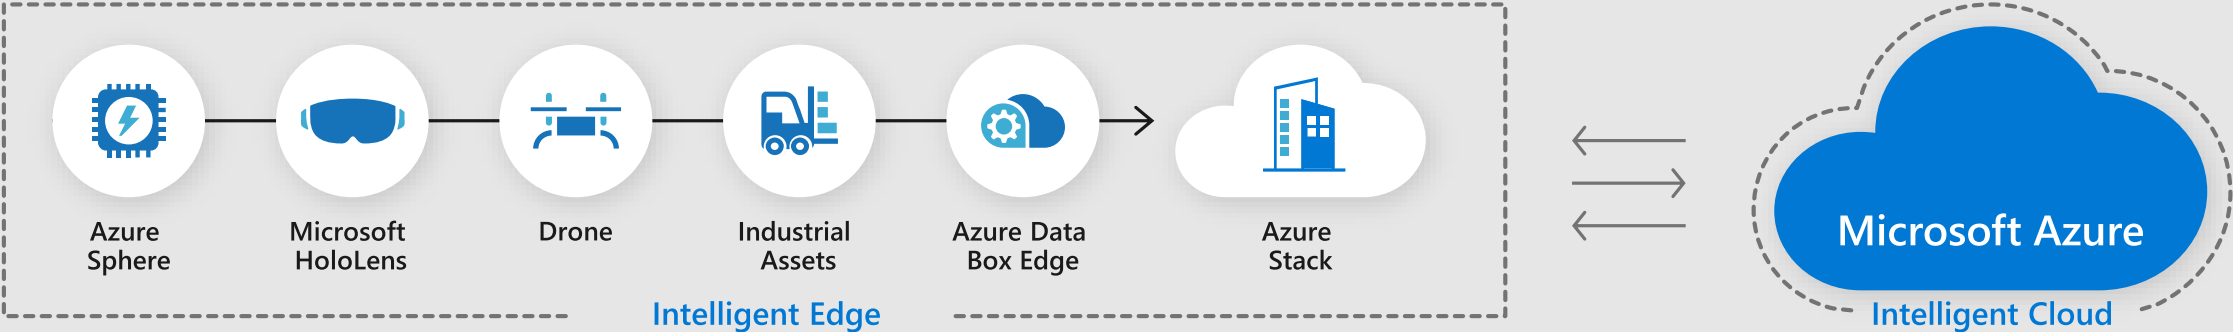 Azure
Sphere
Microsoft
HoloLens
Drone
Industrial
Assets
Azure Data
Box Edge
Azure
Stack
Intelligent Edge
Microsoft Azure
Intelligent Cloud